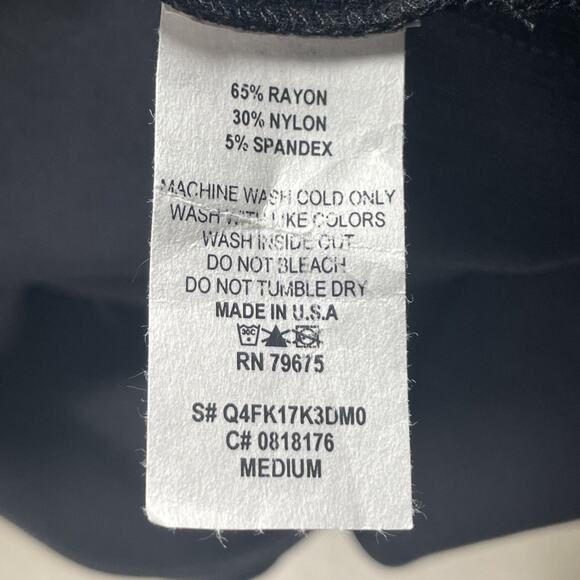 65% RAYON
30% NYLON
5% SPANDEX
MACHINE WASH COLD ONLY
WASH WITH LIKE COLORS
WASH INSIDE OUT
DO NOT BLEACH
DO NOT TUMBLE DRY
MADE IN U.S.A
30C
RN 79675
S# Q4FK17K3DM0
C# 0818176
MEDIUM